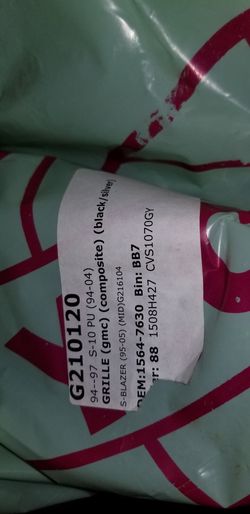 G210120
94--97 S-10 PU (94-04)
GRILLE (gmc) (composite) (black/silver)
S-BLAZER (95-05) (MID)G216104
OEM:1564-7630 Bin: BB7
er: 88 1508H427 CVS1070GY